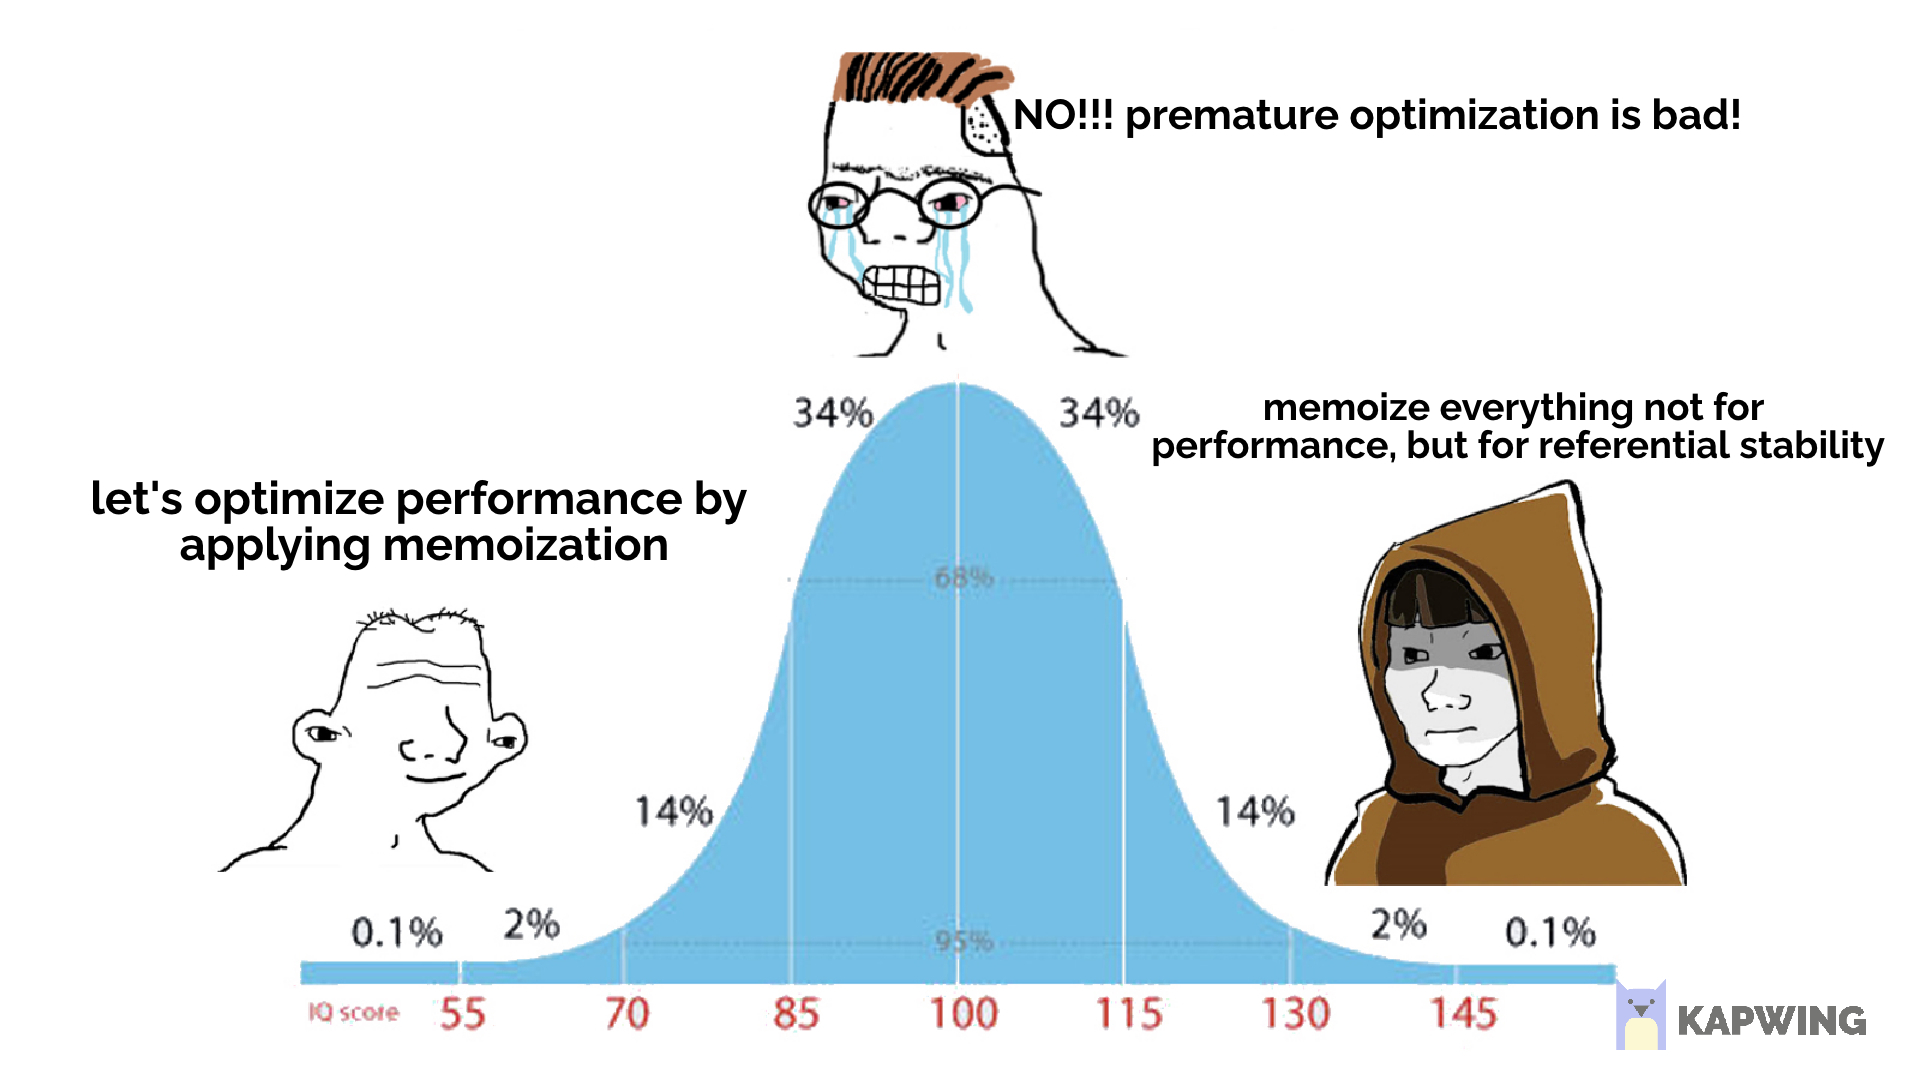 NO!!! premature optimization is bad!
34%
34%
memoize everything not for
performance, but for referential stability
let's optimize performance by
applying memoization
68%
14%
14%
0.1%
2%
95%
2%
0.1%
IQ score 55 70 85 100 115 130 145
KAPWING